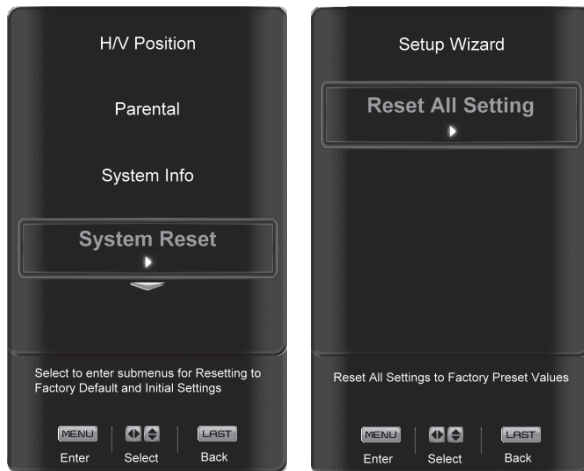 H/V Position
Parental
System Info
System Reset
Select to enter submenus for Resetting to
Factory Default and Initial Settings
MENU
LAST
Enter
Select
Back
Setup Wizard
Reset All Setting
Reset All Settings to Factory Preset Values
MENU
LAST
Enter
Select
Back